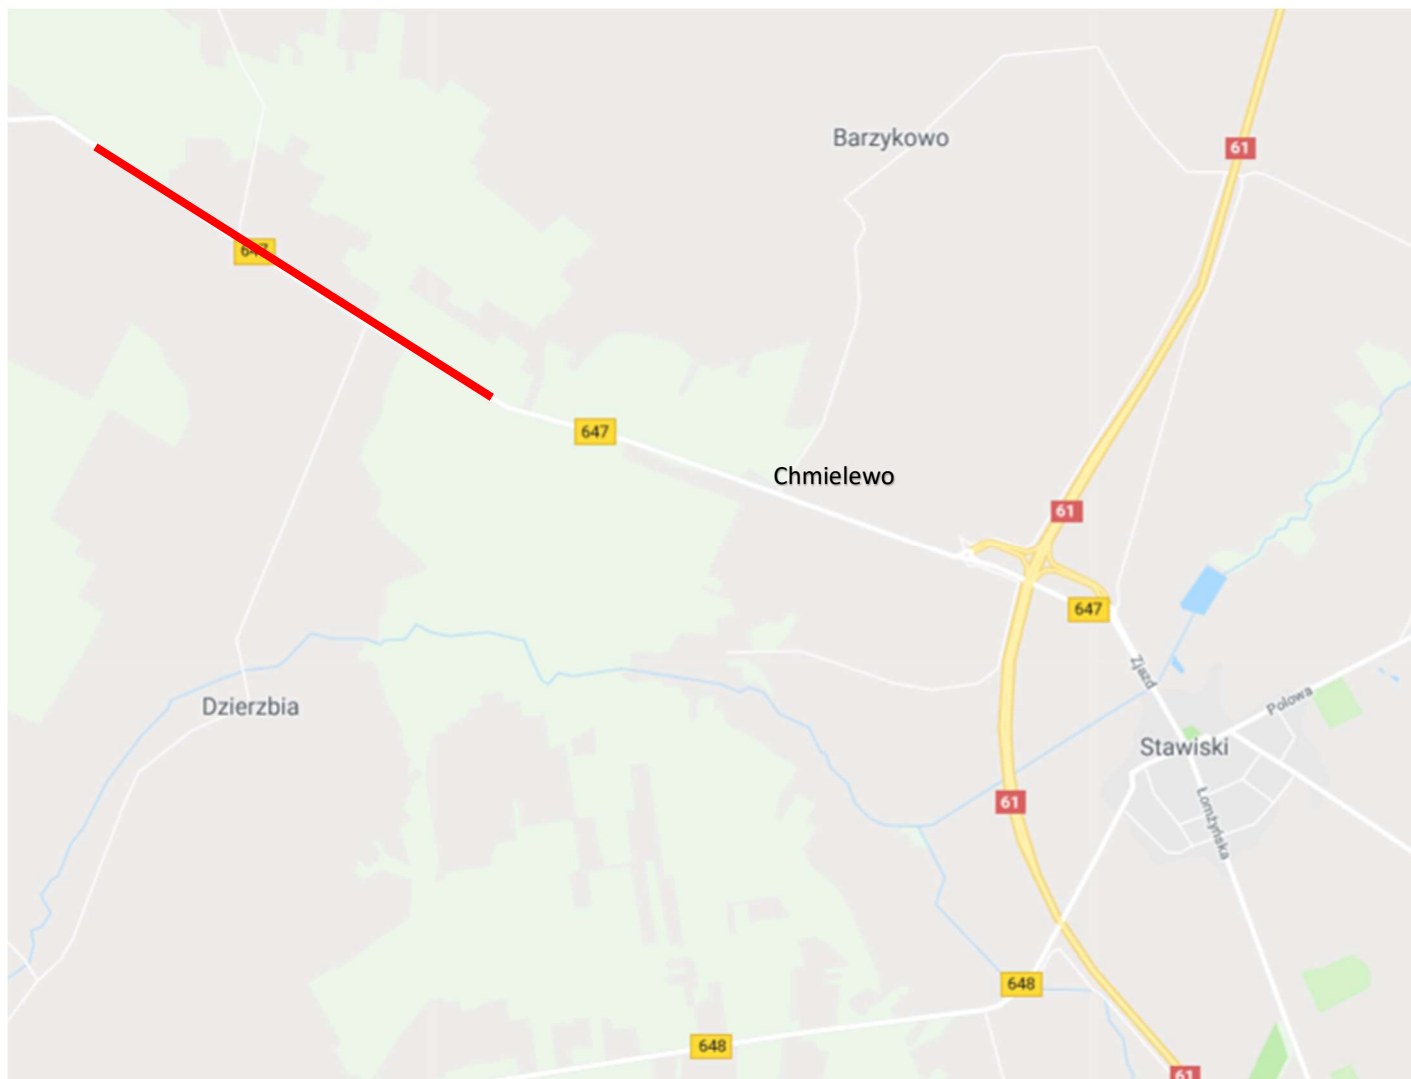 Barzykowo
61
647
647
Chmielewo
61
647
Zjazd
Polowa
Dzierzbia
Stawiski
61
Łomżyńska
648
648
61